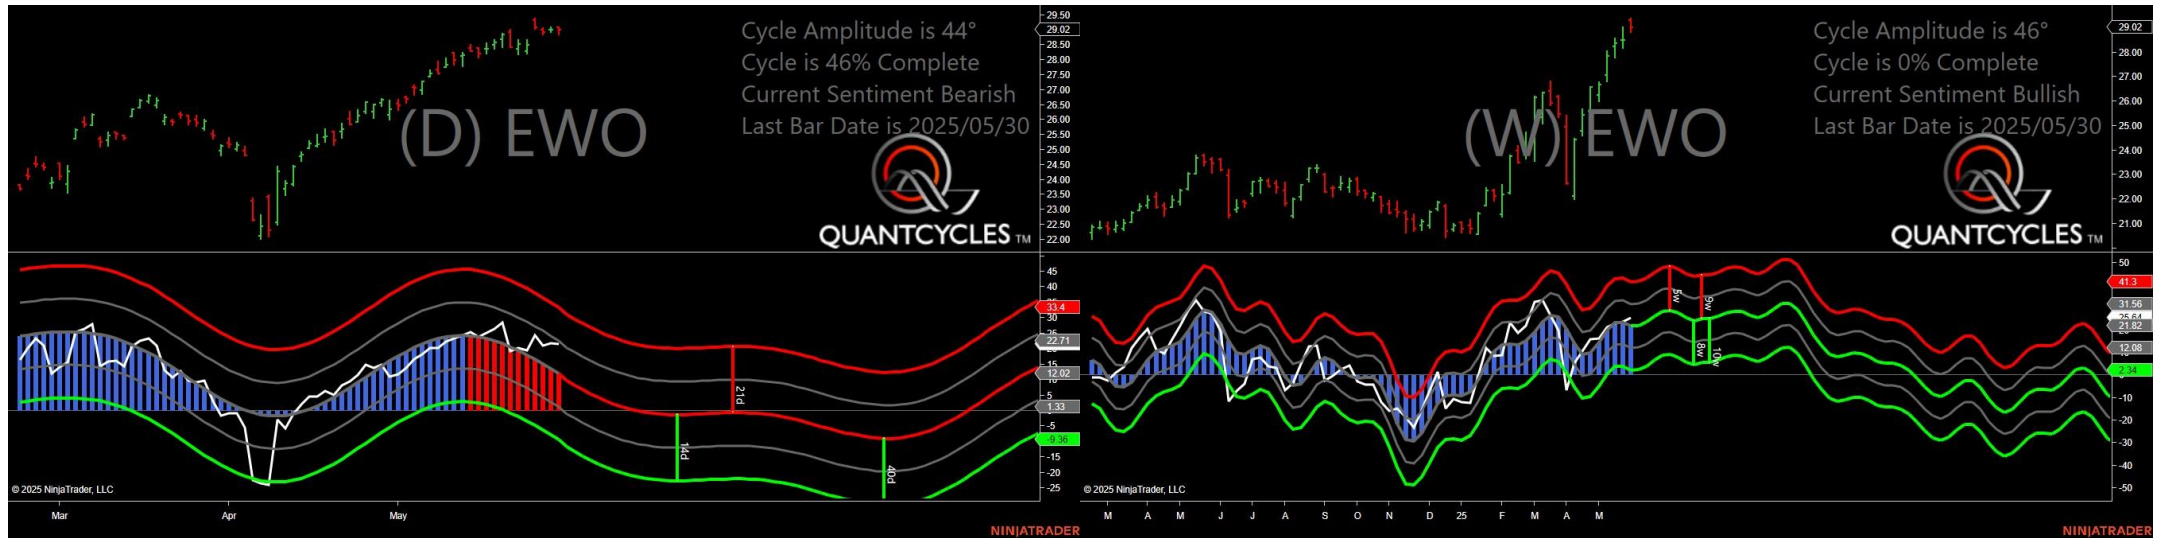 Cycle Amplitude is 44°
Cycle is 46% Complete
Current Sentiment Bearish
Last Bar Date is 2025/05/30
(D) EWO
QUANTCYCLES TM
29.50
29.02
28.50
28.00
27.50
27.00
26.50
26.00
25.50
25.00
24.50
24.00
23.50
23.00
22.50
22.00
45
40
33.4
30
22.71
15
12.02
5
1.33
-5
-9.36
-15
-20
-25
21d
14d
40d
© 2025 NinjaTrader, LLC
Mar
Apr
May
NINJATRADER
Cycle Amplitude is 46°
Cycle is 0% Complete
Current Sentiment Bullish
Last Bar Date is 2025/05/30
(W) EWO
QUANTCYCLES TM
29.02
28.00
27.00
26.00
25.00
24.00
23.00
22.00
21.00
50
41.3
31.56
25.64
21.82
12.08
2.34
-10
-20
-30
-40
-50
5w
9w
8w
10w
© 2025 NinjaTrader, LLC
M A M J J A S O N D 25 F M A M
NINJATRADER